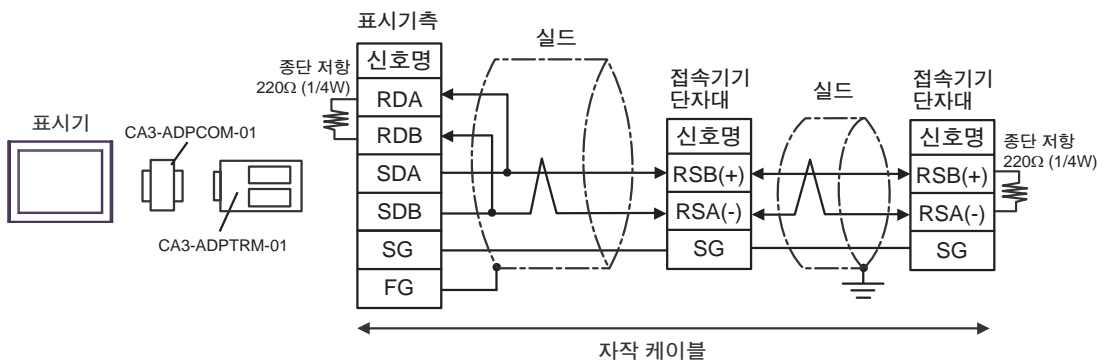 표시기
CA3-ADPCOM-01
CA3-ADPTRM-01
표시기측
종단 저항
220Ω (1/4W)
신호명
RDA
RDB
SDA
SDB
SG
FG
실드
접속기기
단자대
신호명
RSB(+)
RSA(-)
SG
실드
접속기기
단자대
신호명
RSB(+)
RSA(-)
SG
종단 저항
220Ω (1/4W)
자작 케이블